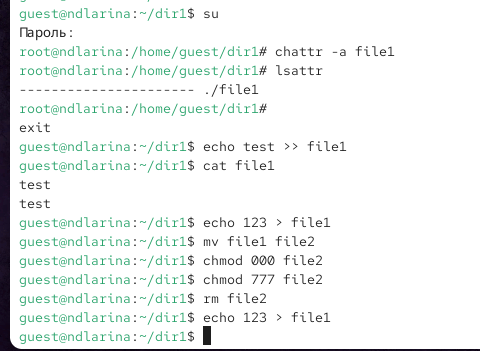 guest@ndlarina:~/dir1$ su
Пароль:
root@ndlarina:/home/guest/dir1# chattr -a file1
root@ndlarina:/home/guest/dir1# lsattr
---------------------- ./file1
root@ndlarina:/home/guest/dir1#
exit
guest@ndlarina:~/dir1$ echo test >> file1
guest@ndlarina:~/dir1$ cat file1
test
test
guest@ndlarina:~/dir1$ echo 123 > file1
guest@ndlarina:~/dir1$ mv file1 file2
guest@ndlarina:~/dir1$ chmod 000 file2
guest@ndlarina:~/dir1$ chmod 777 file2
guest@ndlarina:~/dir1$ rm file2
guest@ndlarina:~/dir1$ echo 123 > file1
guest@ndlarina:~/dir1$